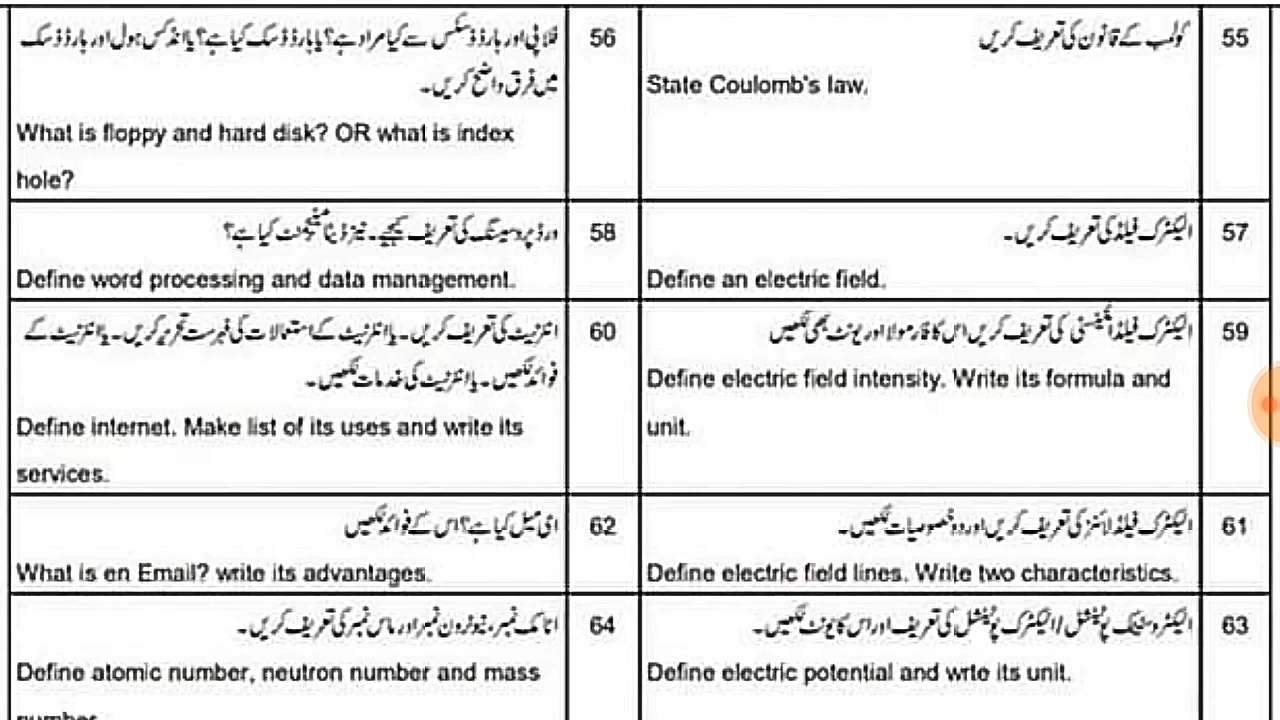 55
کولمب کے قانون کی تعریف کریں
State Coulomb's law.
56
فلاپی اور ہارڈ ڈسکس سے کیا مراد ہے؟ یا ہارڈ ڈسک کیا ہے؟ یا انڈکس ہول اور ہارڈ ڈسک
میں فرق واضح کریں۔
What is floppy and hard disk? OR what is index
hole?
57
الیکٹرک فیلڈ کی تعریف کریں۔
Define an electric field.
58
ورڈ پروسیسنگ کی تعریف کیجیے۔ نیز ڈیٹا منیجمنٹ کیا ہے؟
Define word processing and data management.
59
الیکٹرک فیلڈ انٹینسٹی کی تعریف کریں اس کا فارمولا اور یونٹ بھی لکھیں
Define electric field intensity. Write its formula and
unit.
60
انٹرنیٹ کی تعریف کریں۔ یا انٹرنیٹ کے استعمالات کی فہرست تحریر کریں۔ یا انٹرنیٹ کے
فوائد لکھیں۔ یا انٹرنیٹ کی خدمات لکھیں۔
Define internet. Make list of its uses and write its
services.
61
الیکٹرک فیلڈ لائنز کی تعریف کریں اور دو خصوصیات لکھیں۔
Define electric field lines. Write two characteristics.
62
ای میل کیا ہے؟ اس کے فوائد لکھیں
What is en Email? write its advantages.
63
الیکٹروسٹیٹک پوٹینشل / الیکٹرک پوٹینشل کی تعریف اور اس کا یونٹ لکھیں۔
Define electric potential and wrte its unit.
64
اٹامک نمبر، نیوٹرون نمبر اور ماس نمبر کی تعریف کریں۔
Define atomic number, neutron number and mass
number